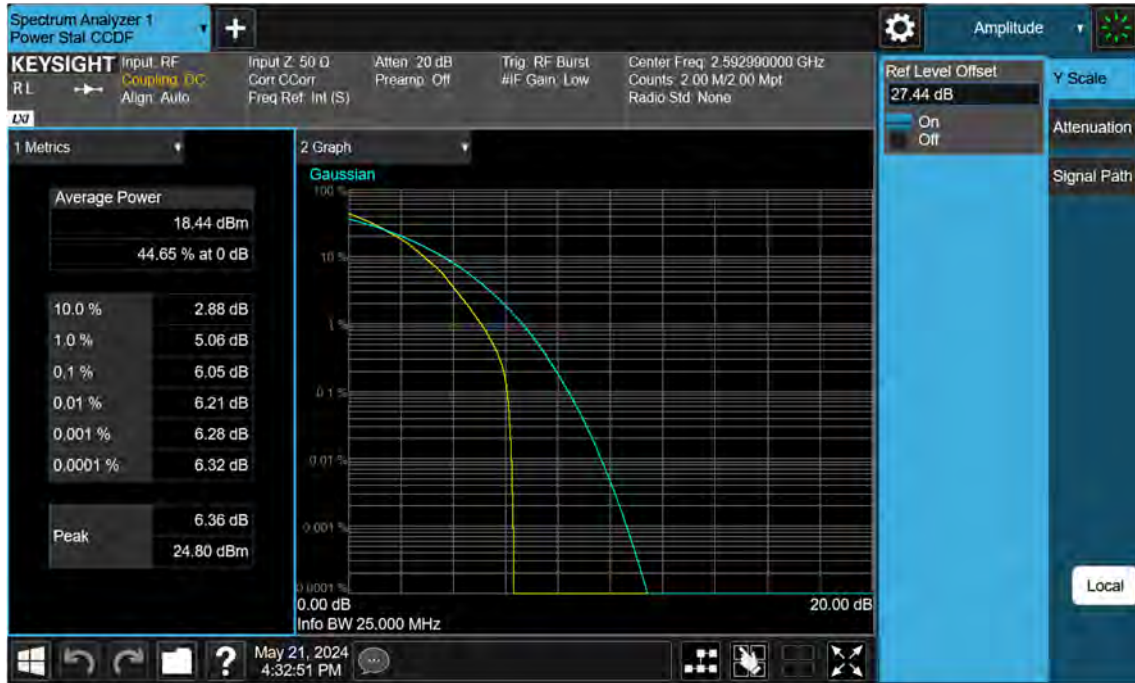 Spectrum Analyzer 1
Power Stat CCDF
+
Amplitude
KEYSIGHT
Input: RF
Input Z: 50 Ω
Atten: 20 dB
Trig: RF Burst
Center Freq: 2.592990000 GHz
RL
Coupling: DC
Corr CCorr
Preamp: Off
#IF Gain: Low
Counts: 2.00 M/2.00 Mpt
Align: Auto
Freq Ref: Int (S)
Radio Std: None
LXI
Ref Level Offset
27.44 dB
On
Off
Y Scale
Attenuation
Signal Path
1 Metrics
Average Power
18.44 dBm
44.65 % at 0 dB
10.0 % 2.88 dB
1.0 % 5.06 dB
0.1 % 6.05 dB
0.01 % 6.21 dB
0.001 % 6.28 dB
0.0001 % 6.32 dB
Peak 6.36 dB
24.80 dBm
2 Graph
Gaussian
100 %
10 %
1 %
0.1 %
0.01 %
0.001 %
0.0001 %
0.00 dB 20.00 dB
Info BW 25.000 MHz
Local
?
May 21, 2024
4:32:51 PM